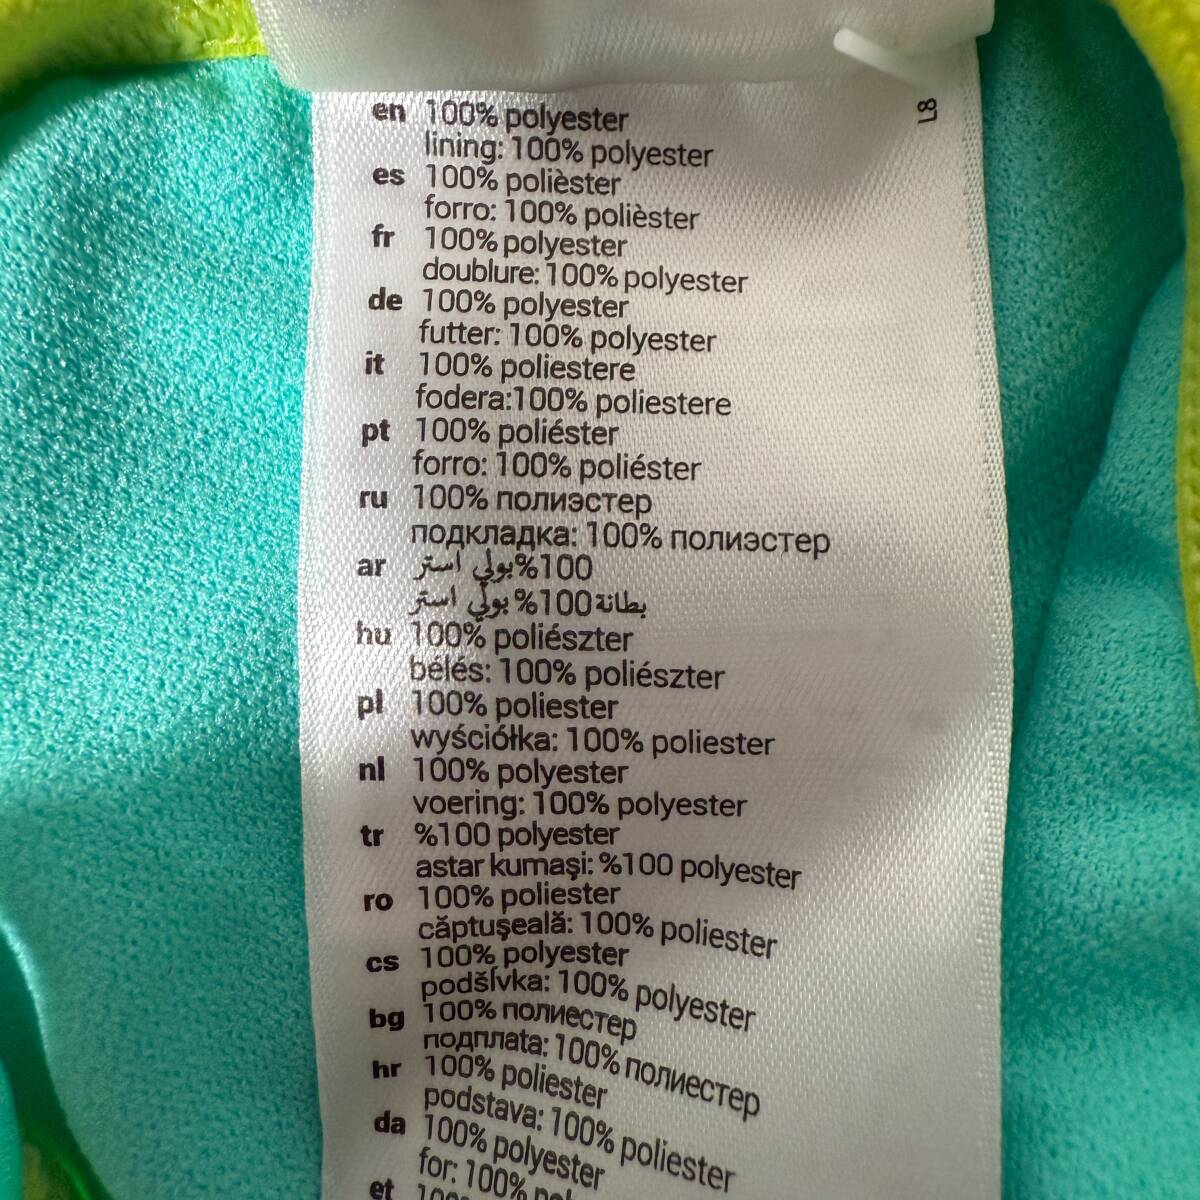 L8
en 100% polyester
lining: 100% polyester
es 100% polièster
forro: 100% polièster
fr 100% polyester
doublure: 100% polyester
de 100% polyester
futter: 100% polyester
it 100% poliestere
fodera:100% poliestere
pt 100% poliéster
forro: 100% poliéster
ru 100% полиэстер
подкладка: 100% полиэстер
ar 100%بولي استر
بطانة100%بولي استر
hu 100% poliészter
bélés: 100% poliészter
pl 100% poliester
wyściółka: 100% poliester
nl 100% polyester
voering: 100% polyester
tr %100 polyester
astar kumaşi: %100 polyester
ro 100% poliester
căptuşeală: 100% poliester
cs 100% polyester
podšívka: 100% polyester
bg 100% полиестер
подплата: 100% полиестер
hr 100% poliester
podstava: 100% poliester
da 100% polyester
for: 100%
et